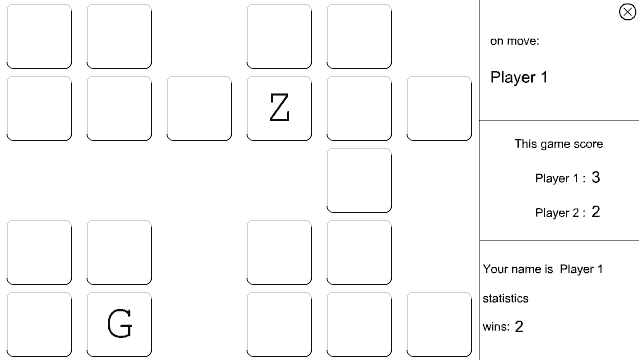 Z
G
on move:
Player 1
This game score
Player 1 : 3
Player 2 : 2
Your name is Player 1
statistics
wins: 2